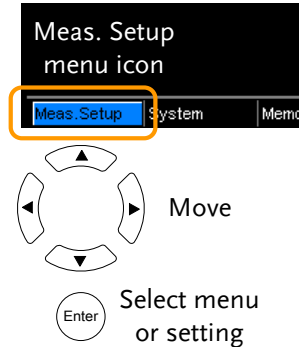 Meas. Setup
menu icon
Meas.Setup System
Move
Enter
Select menu
or setting